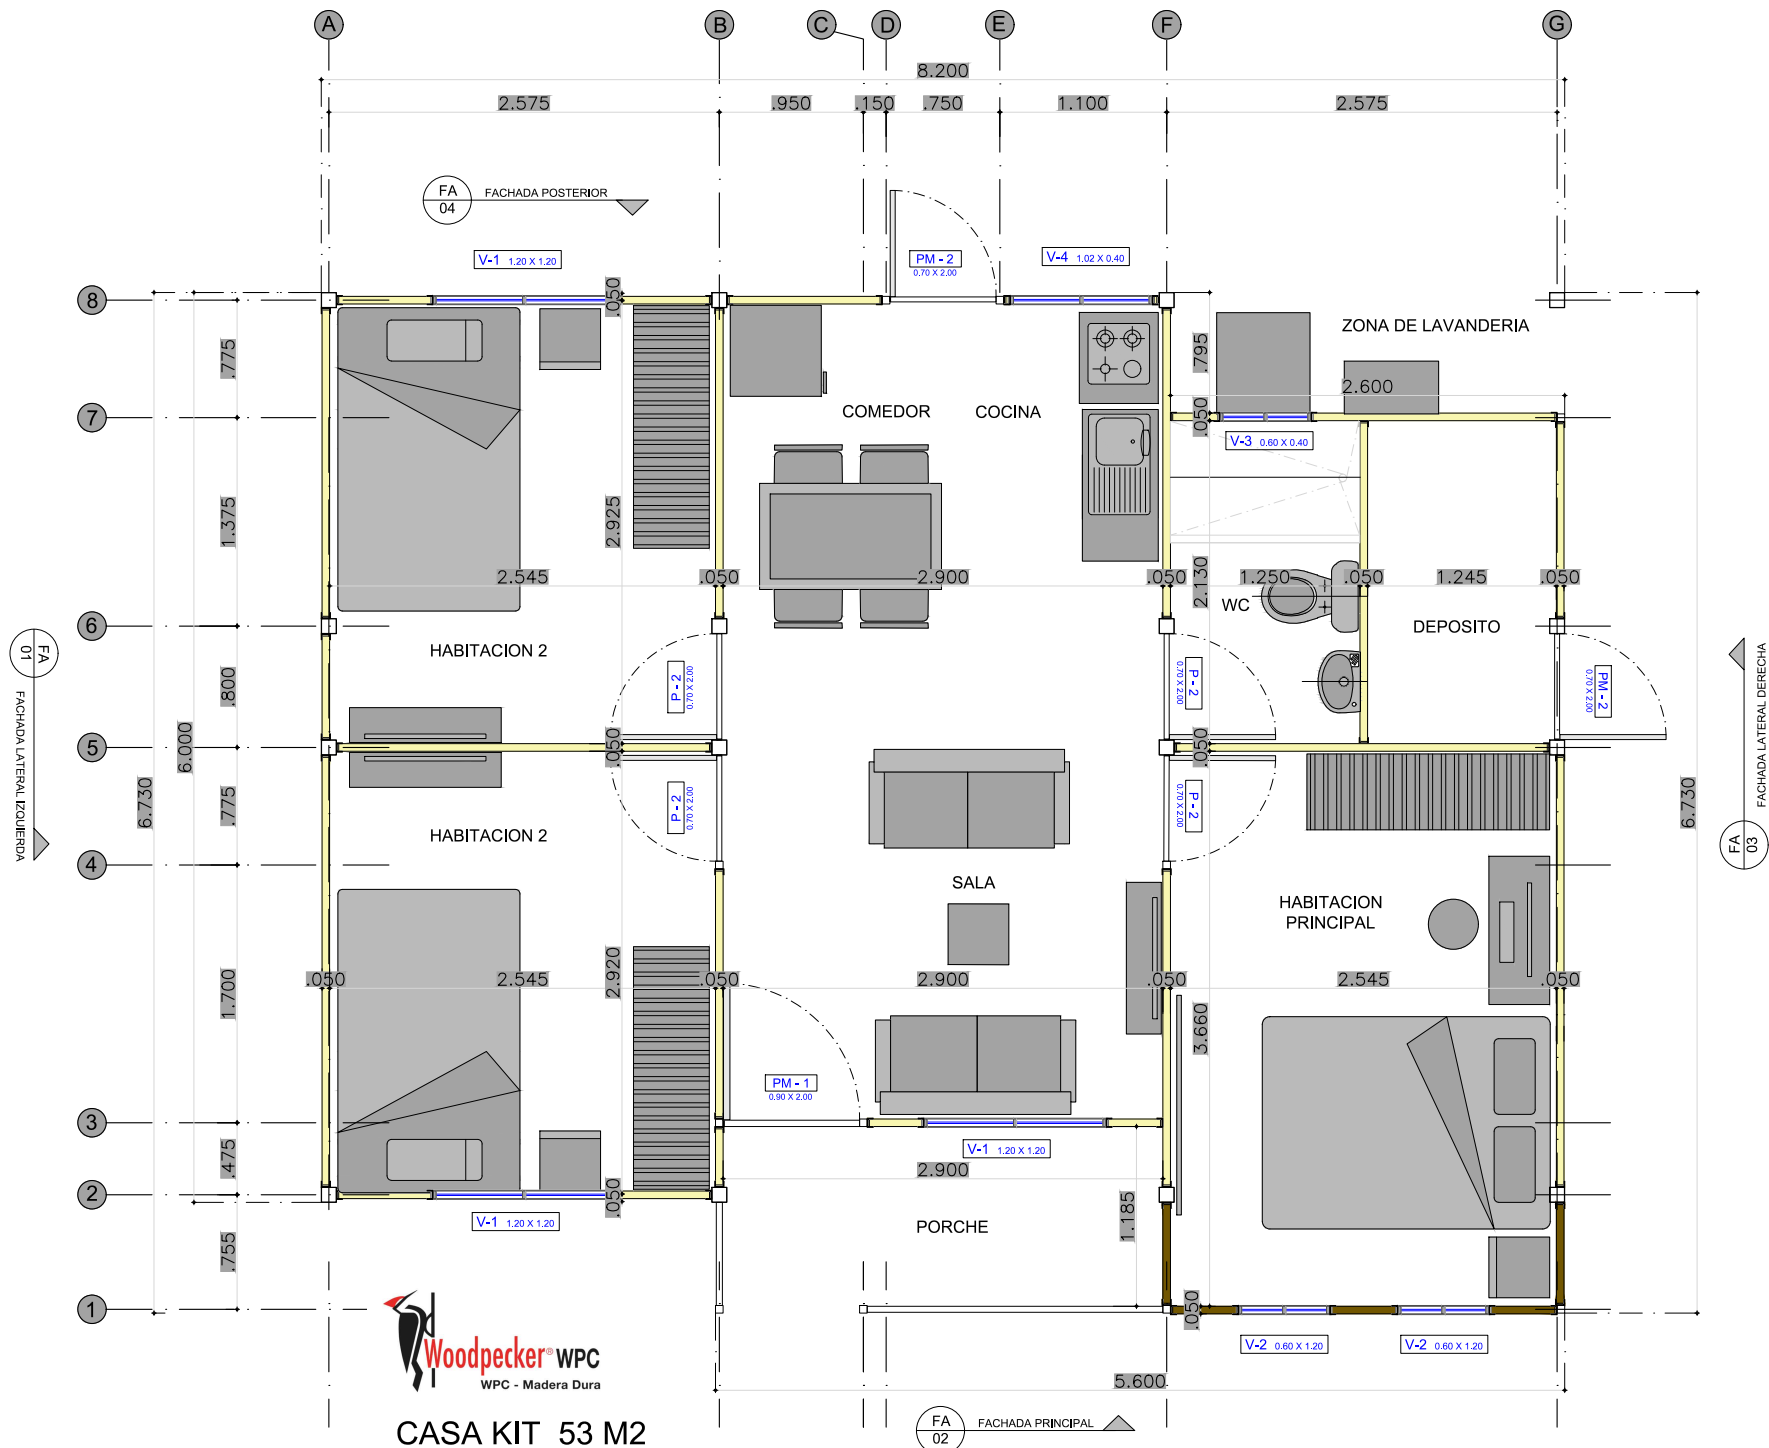 A B C D E F G
8.200
2.575 .950 .150 .750 1.100 2.575
FA
04
FACHADA POSTERIOR
V-1 1.20 X 1.20
PM - 2
0.70 X 2.00
V-4 1.02 X 0.40
8
.050
ZONA DE LAVANDERIA
.775
.795
2.600
7
COMEDOR
COCINA
.050
V-3 0.60 X 0.40
1.375
2.925
2.130
2.545 .050 2.900 .050 1.250 .050 1.245 .050
WC
6
DEPOSITO
HABITACION 2
FA
01
FACHADA LATERAL IZQUIERDA
P - 2
0.70 X 2.00
P - 2
0.70 X 2.00
PM - 2
0.70 X 2.00
.800
6.000
5
.050
.050
6.730
.775
P - 2
0.70 X 2.00
P - 2
0.70 X 2.00
6.730
FACHADA LATERAL DERECHA
FA
03
HABITACION 2
4
SALA
HABITACION
PRINCIPAL
1.700
.050 2.545 2.920 .050 2.900 .050 2.545 .050
3.660
PM - 1
0.90 X 2.00
3
V-1 1.20 X 1.20
.475
2.900
2
.050
V-1 1.20 X 1.20
1.185
PORCHE
.755
1
.050
V-2 0.60 X 1.20
V-2 0.60 X 1.20
Woodpecker® WPC
WPC - Madera Dura
5.600
CASA KIT 53 M2
FA
02
FACHADA PRINCIPAL